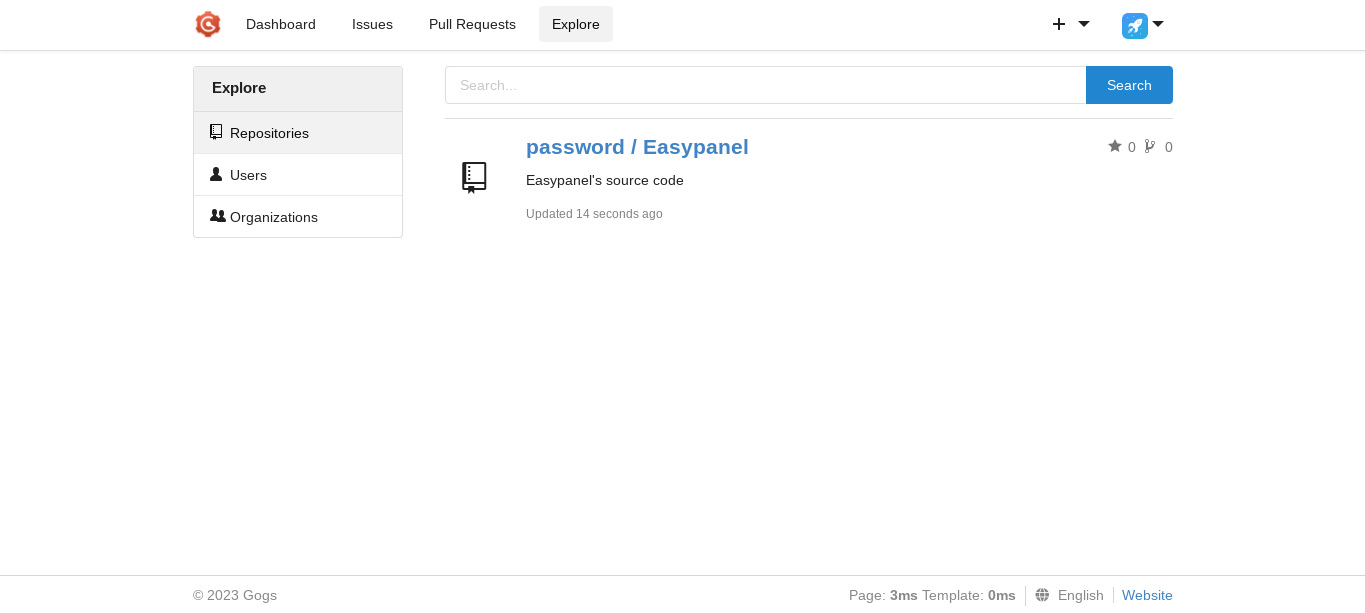 Dashboard Issues Pull Requests Explore
Explore
Repositories
Users
Organizations
Search... Search
password / Easypanel 0 0
Easypanel's source code
Updated 14 seconds ago
© 2023 Gogs Page: 3ms Template: 0ms English Website